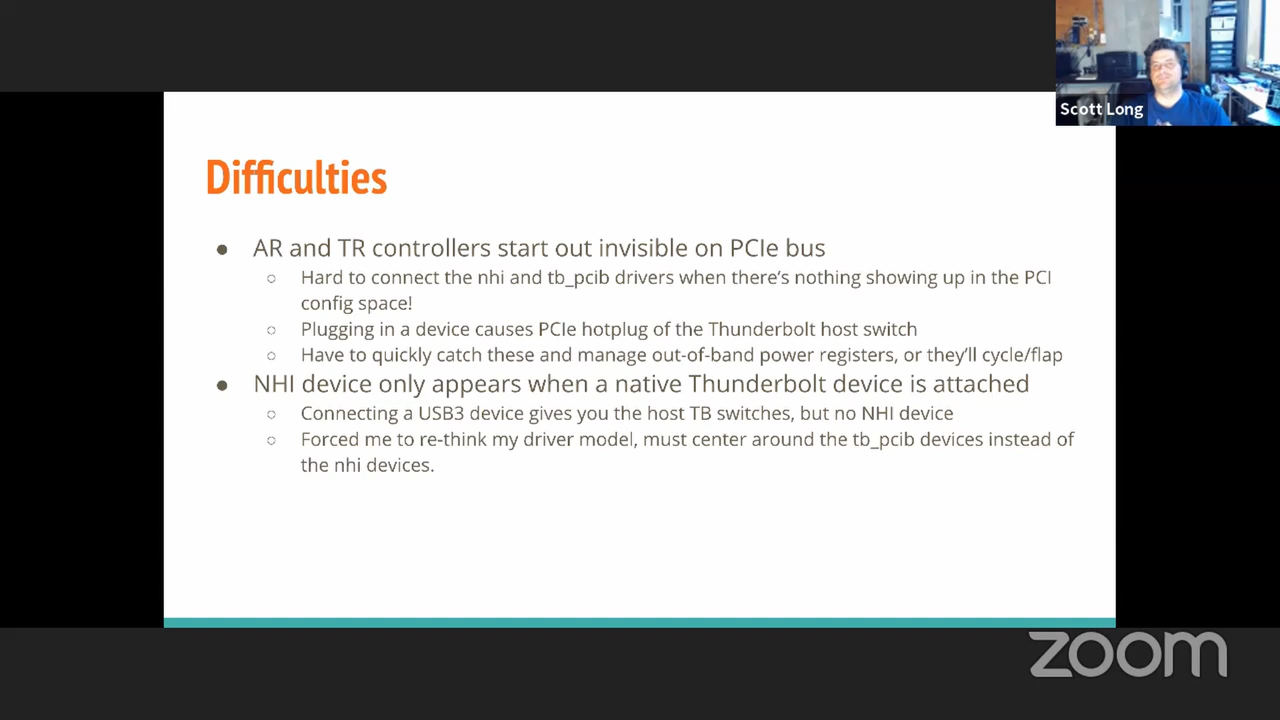 Scott Long
Difficulties
● AR and TR controllers start out invisible on PCIe bus
○ Hard to connect the nhi and tb_pcib drivers when there's nothing showing up in the PCI
config space!
○ Plugging in a device causes PCIe hotplug of the Thunderbolt host switch
○ Have to quickly catch these and manage out-of-band power registers, or they'll cycle/flap
● NHI device only appears when a native Thunderbolt device is attached
○ Connecting a USB3 device gives you the host TB switches, but no NHI device
○ Forced me to re-think my driver model, must center around the tb_pcib devices instead of
the nhi devices.
zoom